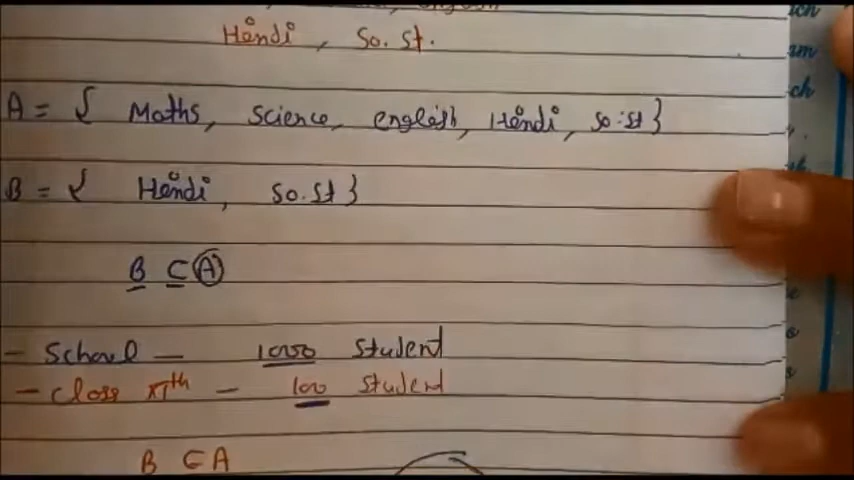 Hindi, So. St.
A = { Maths, Science, english, Hindi, so. st}
B = { Hindi, so. st}
B ⊂ A
- School - 1000 student
- Class XIth - 100 student
B ⊂ A